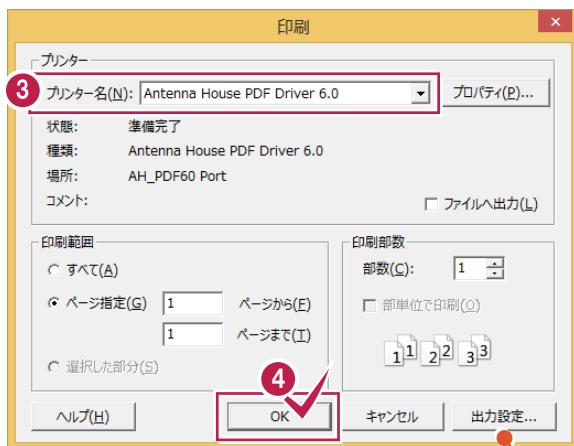 印刷
プリンター
3 プリンター名(N): Antenna House PDF Driver 6.0 プロパティ(P)...
状態: 準備完了
種類: Antenna House PDF Driver 6.0
場所: AH_PDF60 Port
コメント: ファイルへ出力(L)
印刷範囲
すべて(A)
ページ指定(G) 1 ページから(F)
1 ページまで(T)
選択した部分(S)
印刷部数
部数(C): 1
部単位で印刷(O)
1 1 2 2 3 3
4
ヘルプ(H) OK キャンセル 出力設定...